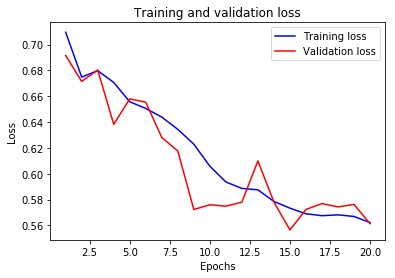 Training and validation loss
Training loss
Validation loss
0.70
0.68
0.66
0.64
0.62
0.60
0.58
0.56
Loss
2.5 5.0 7.5 10.0 12.5 15.0 17.5 20.0
Epochs